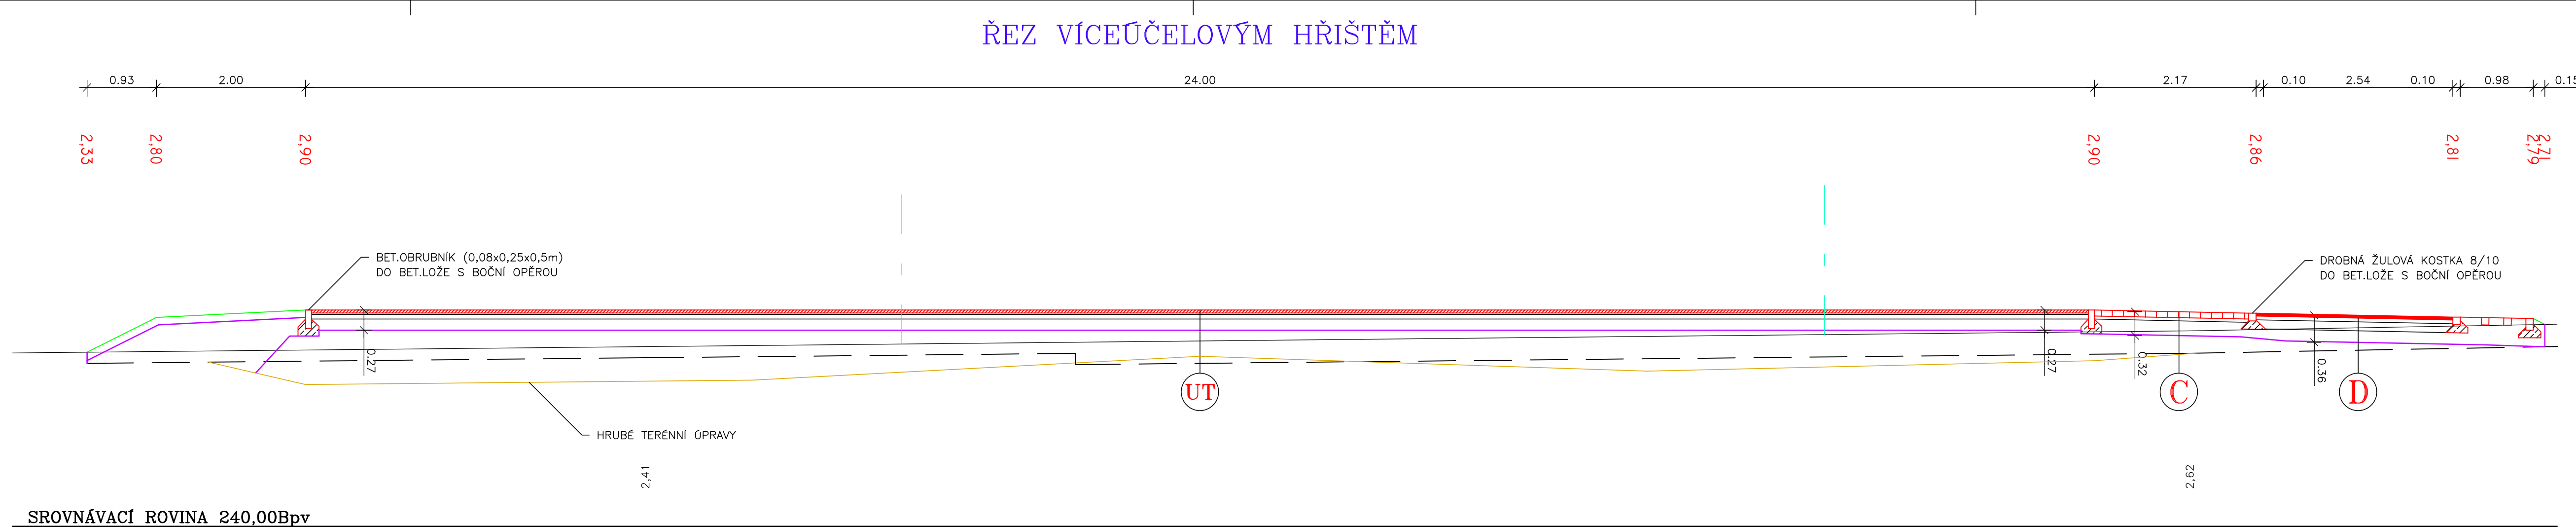 ŘEZ VÍCEÚČELOVÝM HŘIŠTĚM
0.93 2.00 24.00 2.17 0.10 2.54 0.10 0.98 0.15
2,33 2,80 2,90 2,90 2,86 2,81 2,79 2,71
BET.OBRUBNÍK (0,08x0,25x0,5m)
DO BET.LOŽE S BOČNÍ OPĚROU
DROBNÁ ŽULOVÁ KOSTKA 8/10
DO BET.LOŽE S BOČNÍ OPĚROU
0.27 0.27 0.32 0.36
UT C D
HRUBÉ TERÉNNÍ ÚPRAVY
2,41 2,62
SROVNÁVACÍ ROVINA 240,00Bpv